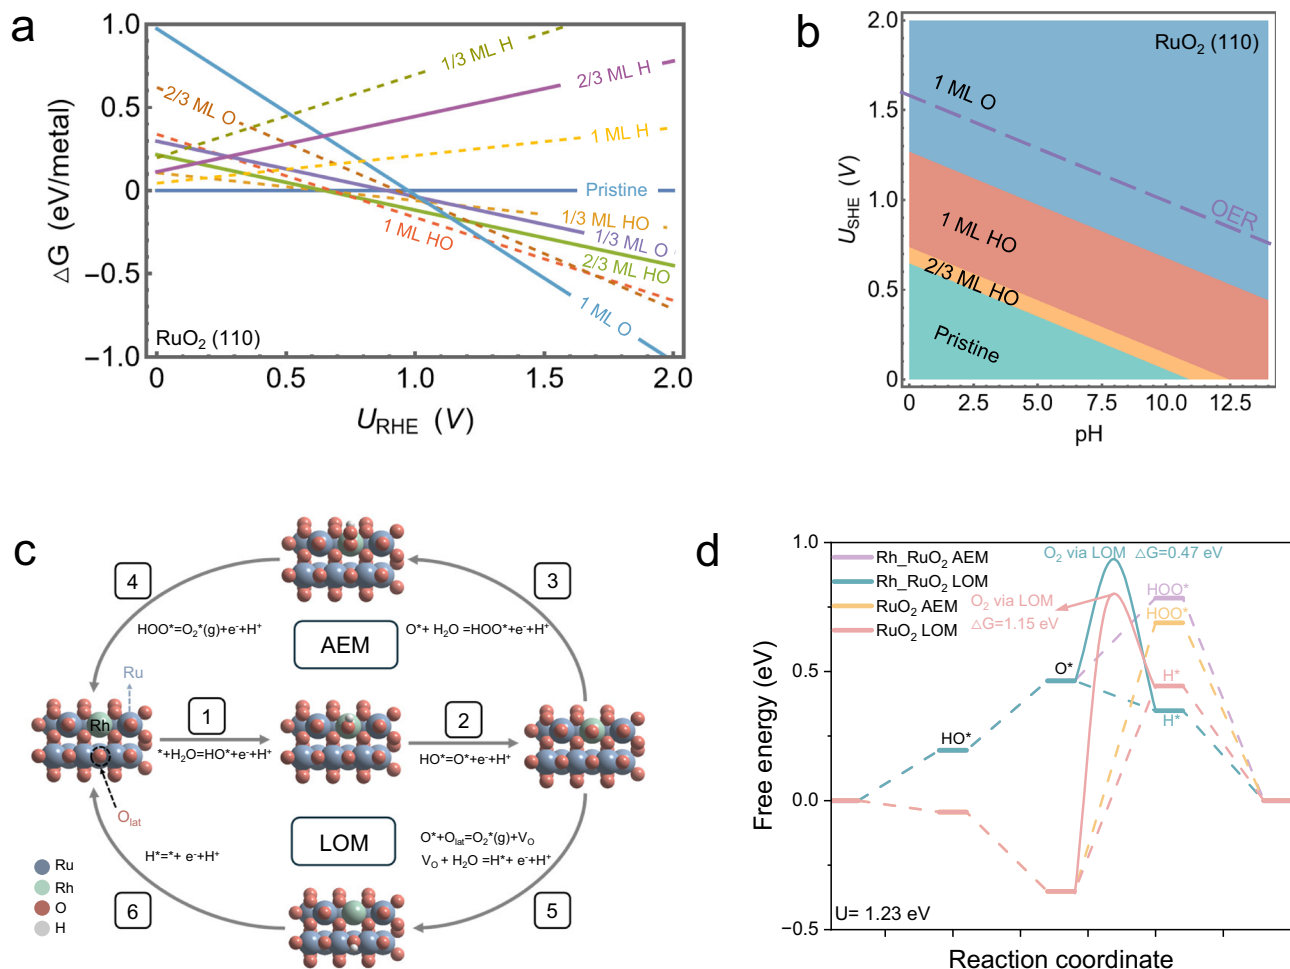 a
1.0
0.5
0
−0.5
−1.0
ΔG (eV/metal)
1/3 ML H
2/3 ML H
2/3 ML O
1 ML H
Pristine
1/3 ML HO
1/3 ML O
1 ML HO
2/3 ML HO
1 ML O
RuO₂ (110)
0
0.5
1.0
1.5
2.0
U_RHE (V)
b
2.0
1.5
1.0
0.5
0
U_SHE (V)
RuO₂ (110)
1 ML O
OER
1 ML HO
2/3 ML HO
Pristine
0
2.5
5.0
7.5
10.0
12.5
pH
c
4
3
HOO*=O₂*(g)+e⁻+H⁺
O*+ H₂O =HOO*+e⁻+H⁺
AEM
Ru
Rh
1
2
*+H₂O=HO*+e⁻+H⁺
HO*=O*+e⁻+H⁺
O_lat
LOM
O*+O_lat=O₂*(g)+V_O
V_O + H₂O =H*+ e⁻+H⁺
H*=*+ e⁻+H⁺
6
5
Ru
Rh
O
H
d
1.0
0.5
0.0
−0.5
Free energy (eV)
Rh_RuO₂ AEM
Rh_RuO₂ LOM
RuO₂ AEM
RuO₂ LOM
O₂ via LOM ΔG=0.47 eV
O₂ via LOM
ΔG=1.15 eV
HOO*
HOO*
O*
H*
H*
HO*
U= 1.23 eV
Reaction coordinate